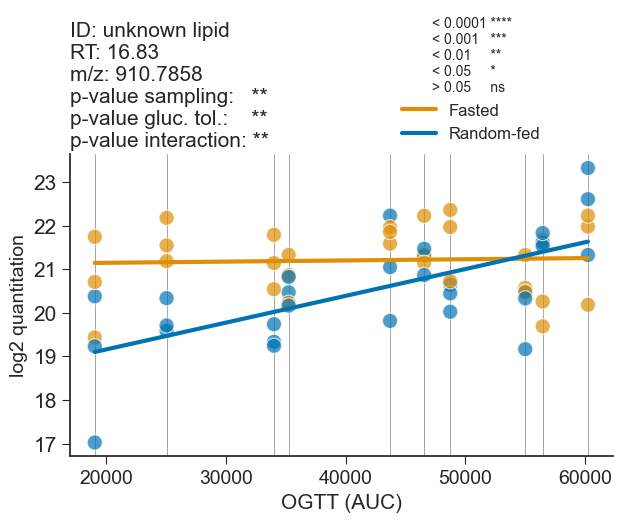 ID: unknown lipid
RT: 16.83
m/z: 910.7858
p-value sampling: **
p-value gluc. tol.: **
p-value interaction: **
< 0.0001 ****
< 0.001 ***
< 0.01 **
< 0.05 *
> 0.05 ns
Fasted
Random-fed
log2 quantitation
23
22
21
20
19
18
17
20000 30000 40000 50000 60000
OGTT (AUC)